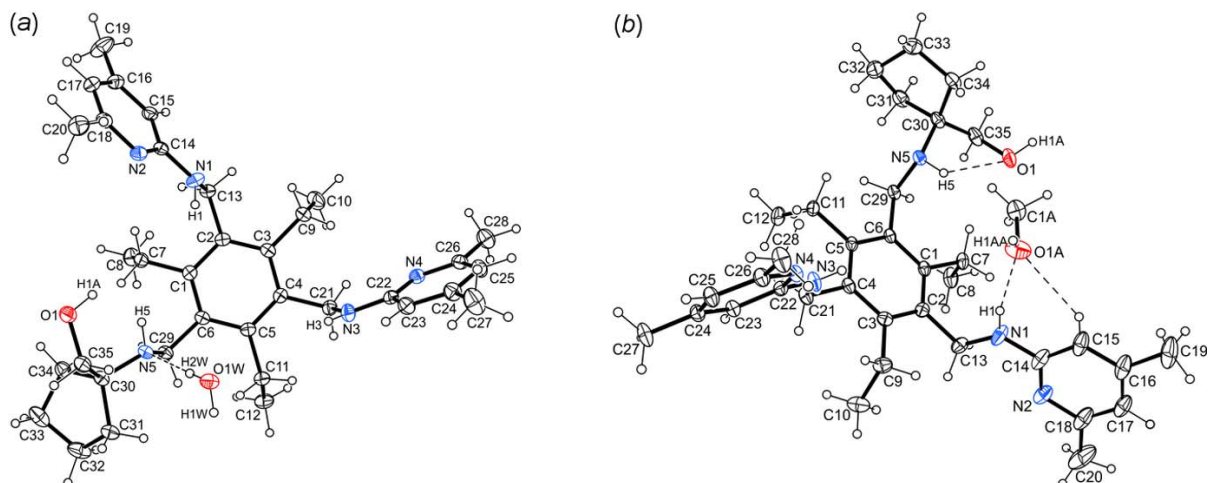 (a)
C19
C17
C16
C15
C20
C18
C14
N2
N1
C13
H1
C10
C9
C28
C2
C3
C26
N4
C25
C8
C7
C1
C4
C22
C24
C21
C23
C27
H3
N3
H1A
O1
H5
C6
C5
C29
C35
H2W
C34
N5
O1W
C11
C30
H1W
C12
C33
C31
C32
(b)
C33
C32
C34
C31
C30
C35
H1A
N5
O1
H5
C29
C12
C11
C1A
C28
C6
H1AA
O1A
C5
C1
C7
C26
N4
N3
C8
C25
C4
C2
C22
H1
C21
C24
C23
C3
N1
C15
C19
C27
C13
C14
C16
C9
N2
C10
C18
C17
C20